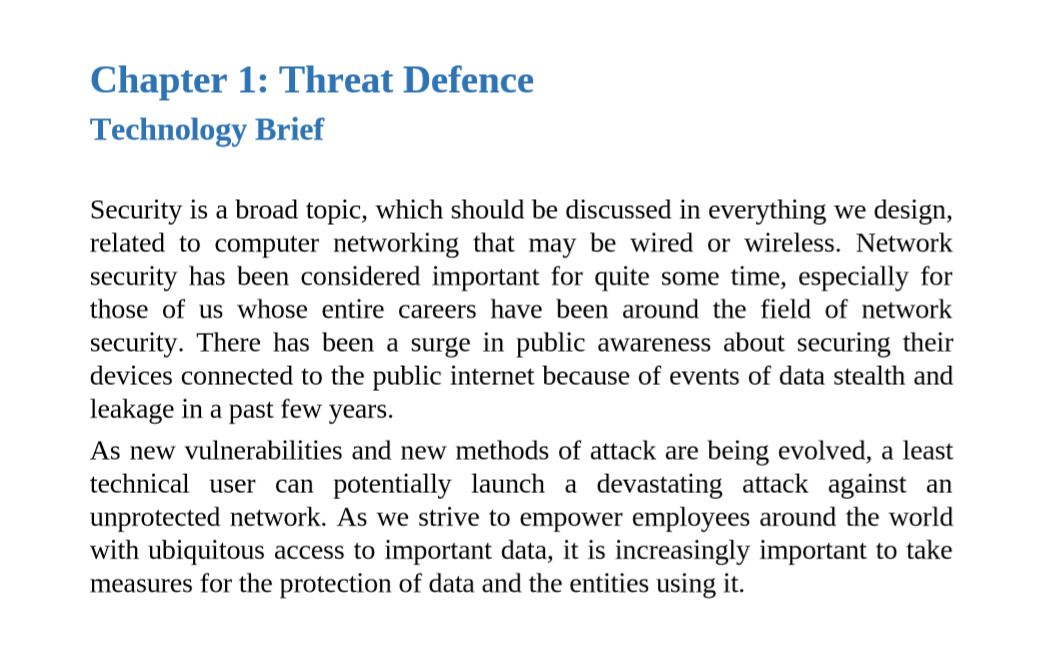 Chapter 1: Threat Defence
Technology Brief
Security is a broad topic, which should be discussed in everything we design,
related to computer networking that may be wired or wireless. Network
security has been considered important for quite some time, especially for
those of us whose entire careers have been around the field of network
security. There has been a surge in public awareness about securing their
devices connected to the public internet because of events of data stealth and
leakage in a past few years.
As new vulnerabilities and new methods of attack are being evolved, a least
technical user can potentially launch a devastating attack against an
unprotected network. As we strive to empower employees around the world
with ubiquitous access to important data, it is increasingly important to take
measures for the protection of data and the entities using it.